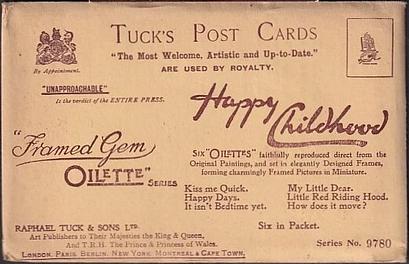 TUCK'S POST CARDS
"The Most Welcome, Artistic and Up-to-Date."
ARE USED BY ROYALTY.
By Appointment.
"UNAPPROACHABLE"
Is the verdict of the ENTIRE PRESS.
Happy Childhood
"Framed Gem
OILETTE" SERIES
SIX "OILETTES" faithfully reproduced direct from the
Original Paintings, and set in elegantly Designed Frames,
forming charmingly Framed Pictures in Miniature.
Kiss me Quick.
Happy Days.
It isn't Bedtime yet.
My Little Dear.
Little Red Riding Hood.
How does it move?
Six in Packet.
RAPHAEL TUCK & SONS LTD.
Art Publishers to Their Majesties the King & Queen,
And T.R.H. The Prince & Princess of Wales.
LONDON. PARIS. BERLIN. NEW YORK. MONTREAL & CAPE TOWN.
Series No. 9780